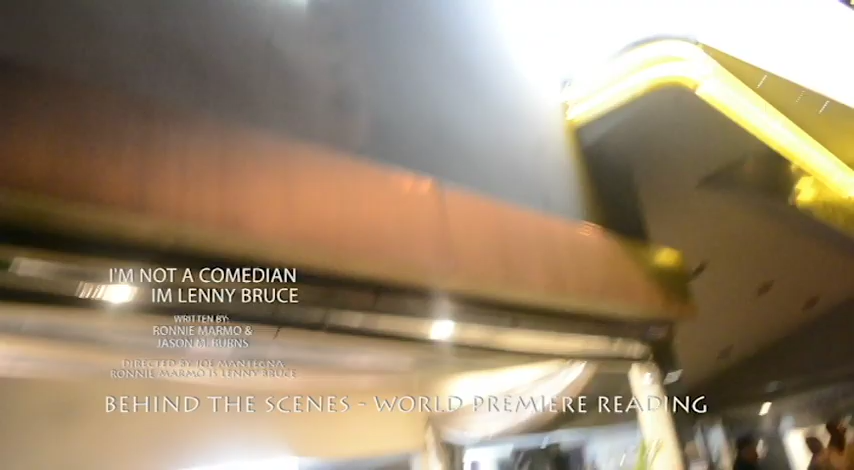 I'M NOT A COMEDIAN
IM LENNY BRUCE
WRITTEN BY:
RONNIE MARMO &
JASON M. BURNS
DIRECTED BY JOE MANTEGNA
RONNIE MARMO IS LENNY BRUCE
BEHIND THE SCENES - WORLD PREMIERE READING